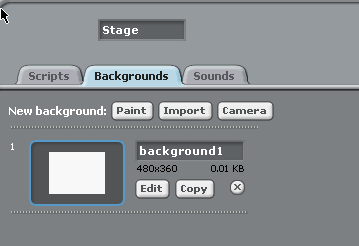 Stage
Scripts Backgrounds Sounds
New background: Paint Import Camera
1 background1
480x360 0.01 KB
Edit Copy